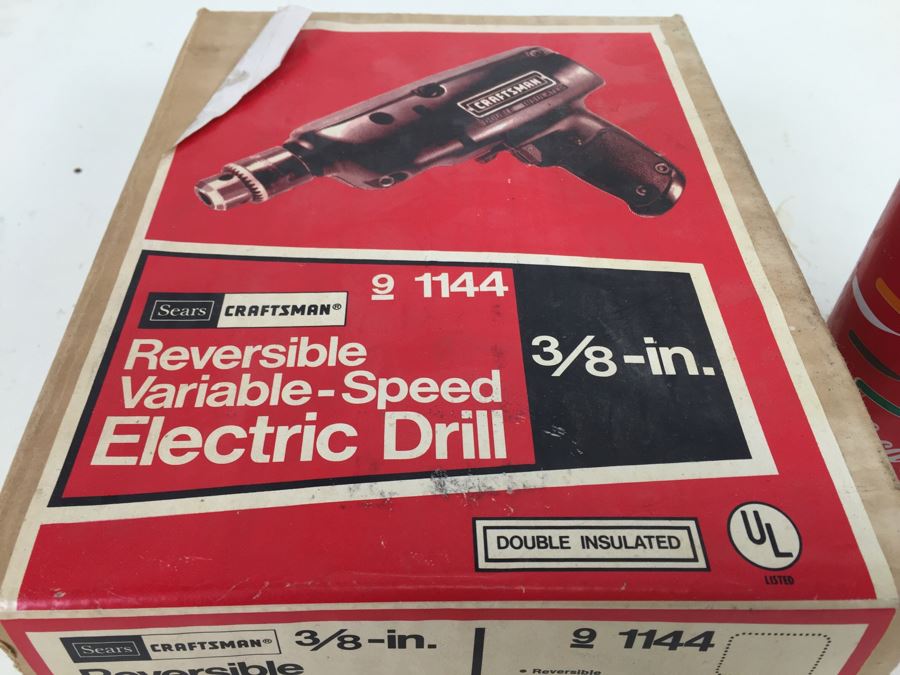 CRAFTSMAN
9 1144
Sears CRAFTSMAN®
Reversible
Variable-Speed
Electric Drill
3/8-in.
DOUBLE INSULATED
UL
LISTED
Sears CRAFTSMAN® 3/8-in.
9 1144
Reversible
• Reversible